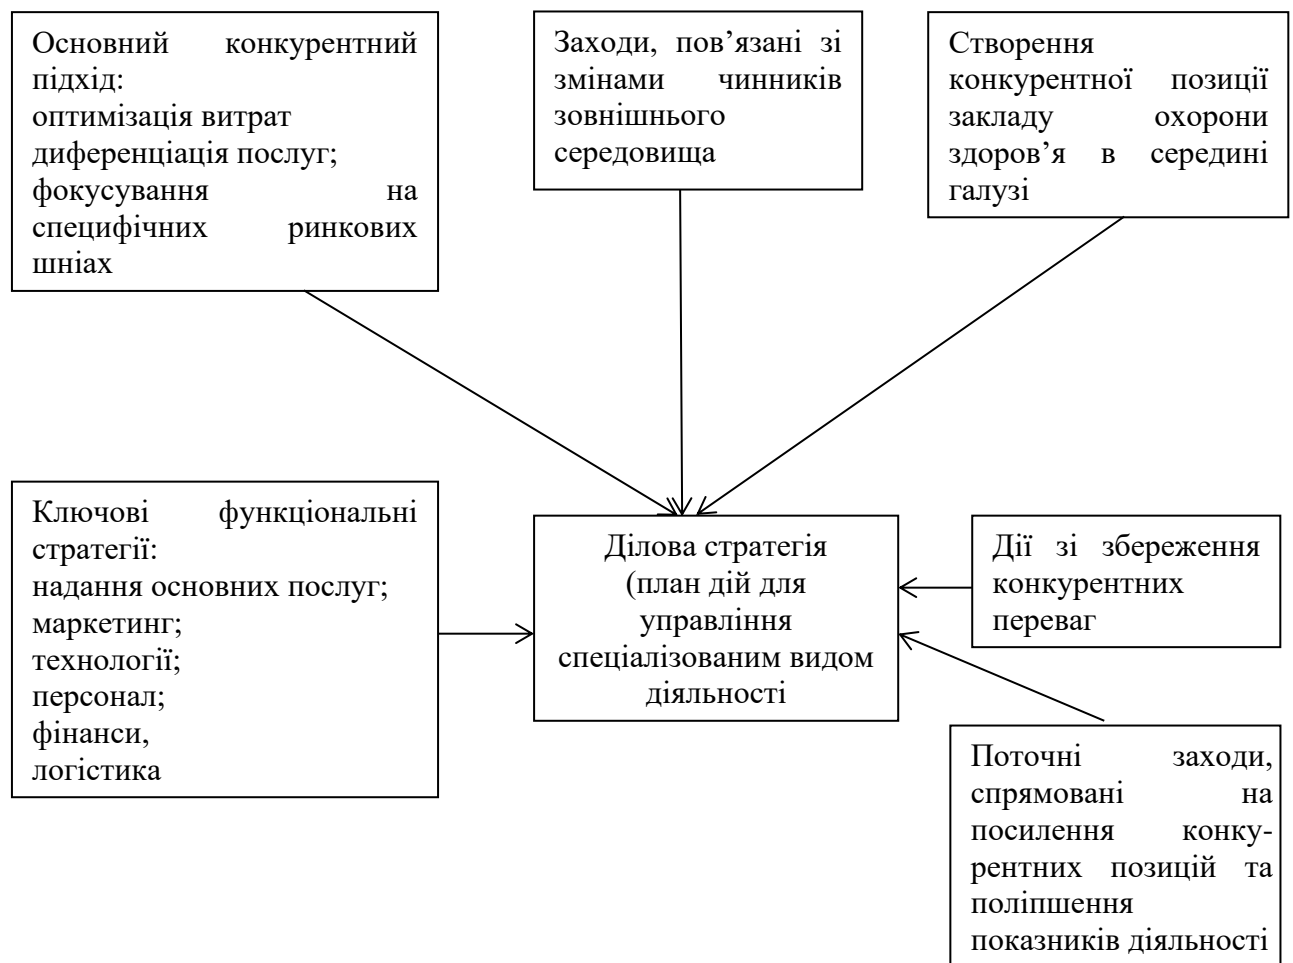 Основний конкурентний
підхід:
оптимізація витрат
диференціація послуг;
фокусування на
специфічних ринкових
шніах
Заходи, пов’язані зі
змінами чинників
зовнішнього
середовища
Створення
конкурентної позиції
закладу охорони
здоров’я в середині
галузі
Ключові функціональні
стратегії:
надання основних послуг;
маркетинг;
технології;
персонал;
фінанси,
логістика
Ділова стратегія
(план дій для
управління
спеціалізованим видом
діяльності
Дії зі збереження
конкурентних
переваг
Поточні заходи,
спрямовані на
посилення конку-
рентних позицій та
поліпшення
показників діяльності